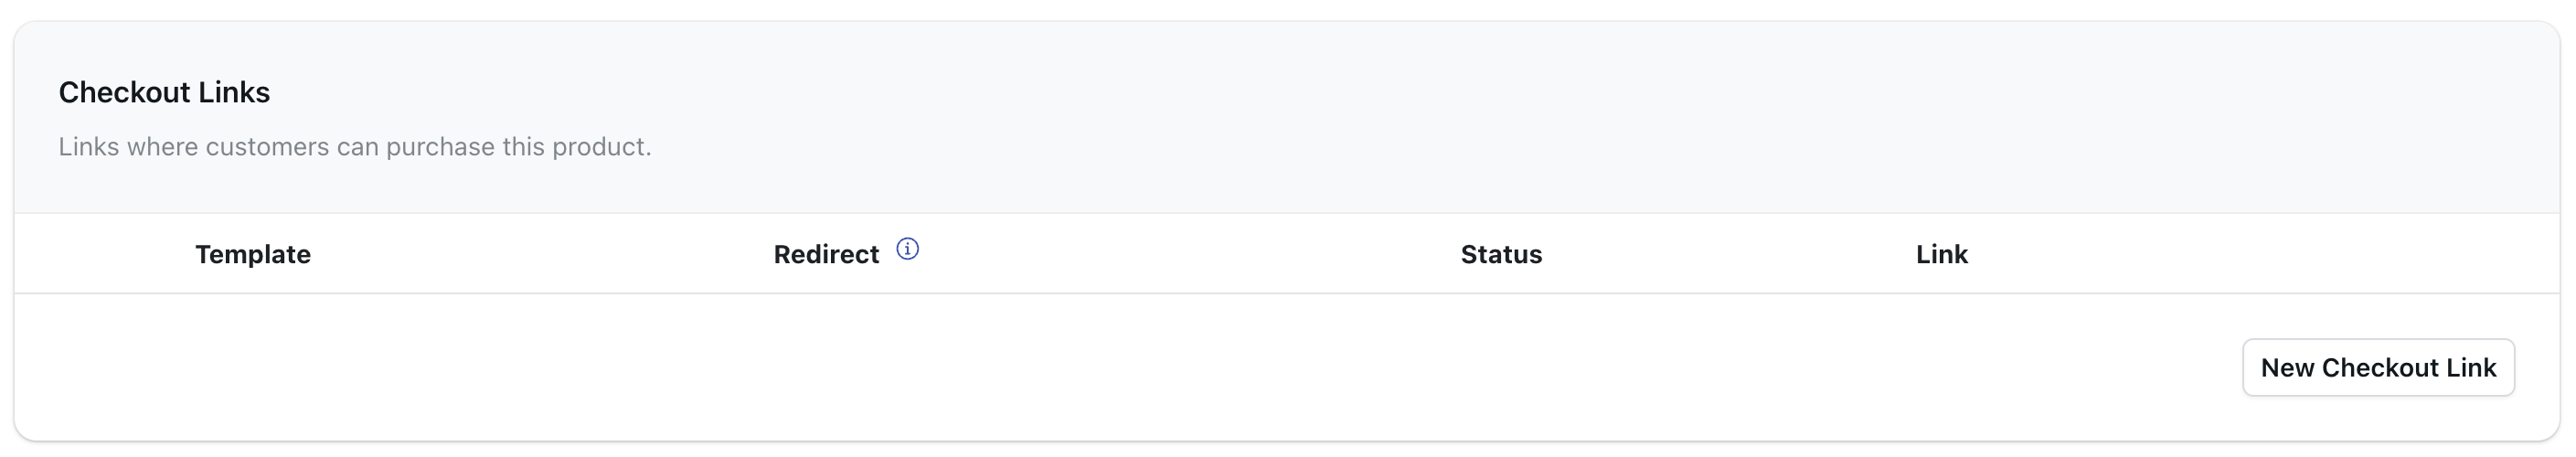 Checkout Links
Links where customers can purchase this product.
Template Redirect Status Link
New Checkout Link